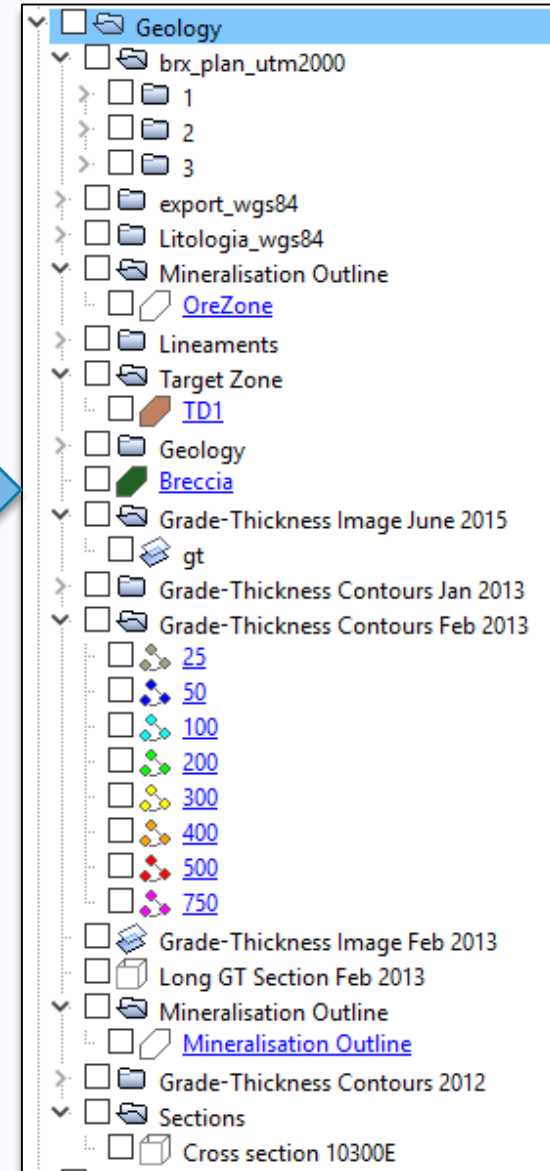 Geology
brx_plan_utm2000
1
2
3
export_wgs84
Litologia_wgs84
Mineralisation Outline
OreZone
Lineaments
Target Zone
TD1
Geology
Breccia
Grade-Thickness Image June 2015
gt
Grade-Thickness Contours Jan 2013
Grade-Thickness Contours Feb 2013
25
50
100
200
300
400
500
750
Grade-Thickness Image Feb 2013
Long GT Section Feb 2013
Mineralisation Outline
Mineralisation Outline
Grade-Thickness Contours 2012
Sections
Cross section 10300E